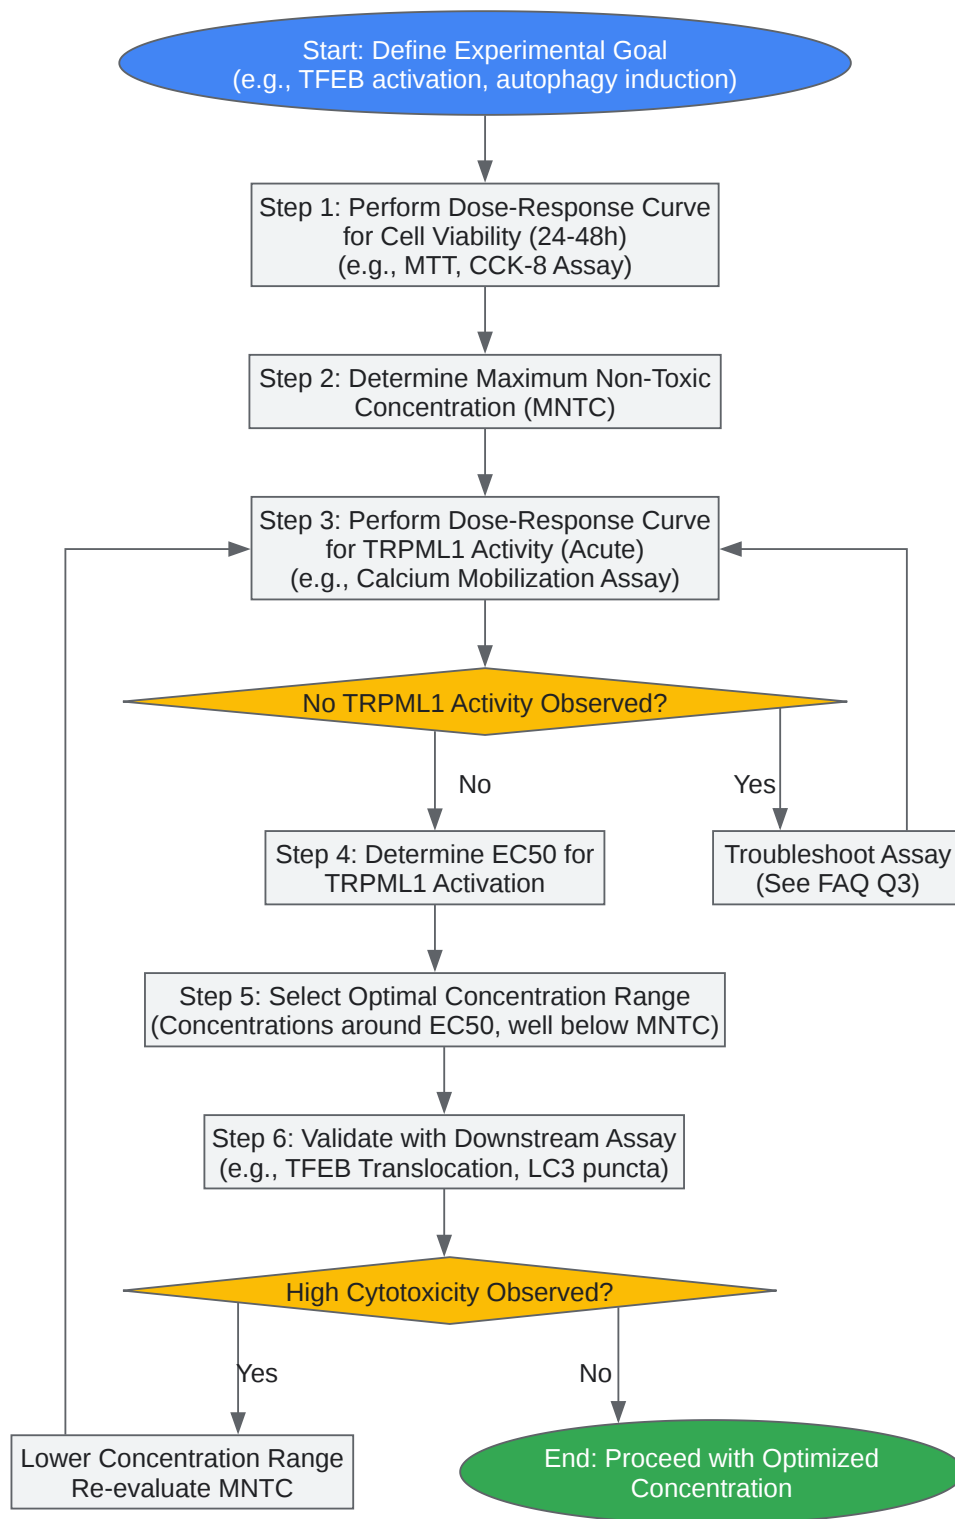 Start: Define Experimental Goal
(e.g., TFEB activation, autophagy induction)
Step 1: Perform Dose-Response Curve
for Cell Viability (24-48h)
(e.g., MTT, CCK-8 Assay)
Step 2: Determine Maximum Non-Toxic
Concentration (MNTC)
Step 3: Perform Dose-Response Curve
for TRPML1 Activity (Acute)
(e.g., Calcium Mobilization Assay)
No TRPML1 Activity Observed?
No
Yes
Step 4: Determine EC50 for
TRPML1 Activation
Troubleshoot Assay
(See FAQ Q3)
Step 5: Select Optimal Concentration Range
(Concentrations around EC50, well below MNTC)
Step 6: Validate with Downstream Assay
(e.g., TFEB Translocation, LC3 puncta)
High Cytotoxicity Observed?
Yes
No
Lower Concentration Range
Re-evaluate MNTC
End: Proceed with Optimized
Concentration